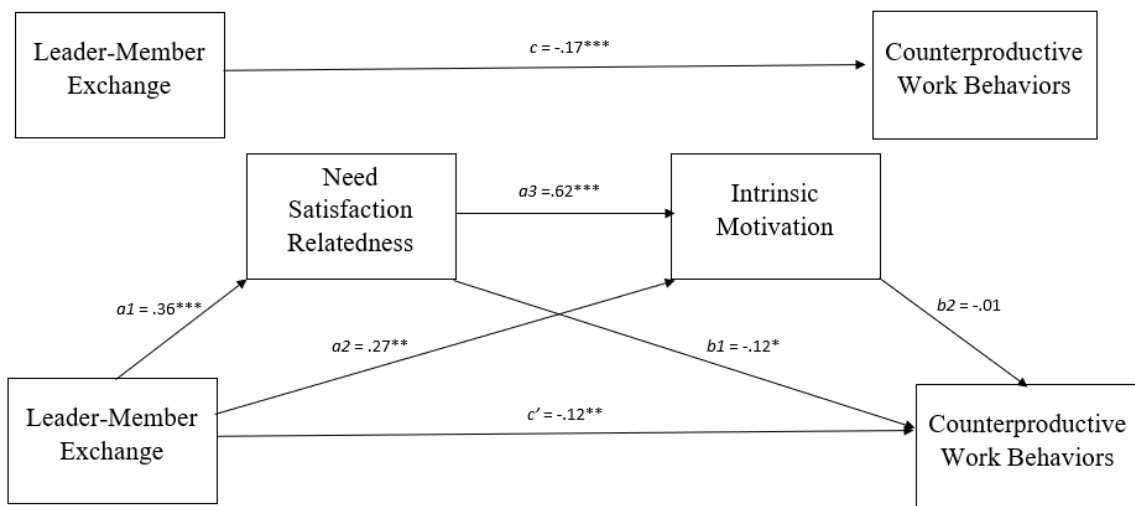 Leader-Member
Exchange
c = -.17***
Counterproductive
Work Behaviors
Need
Satisfaction
Relatedness
a3 =.62***
Intrinsic
Motivation
a1 = .36***
a2 = .27**
b1 = -.12*
b2 = -.01
Leader-Member
Exchange
c’ = -.12**
Counterproductive
Work Behaviors